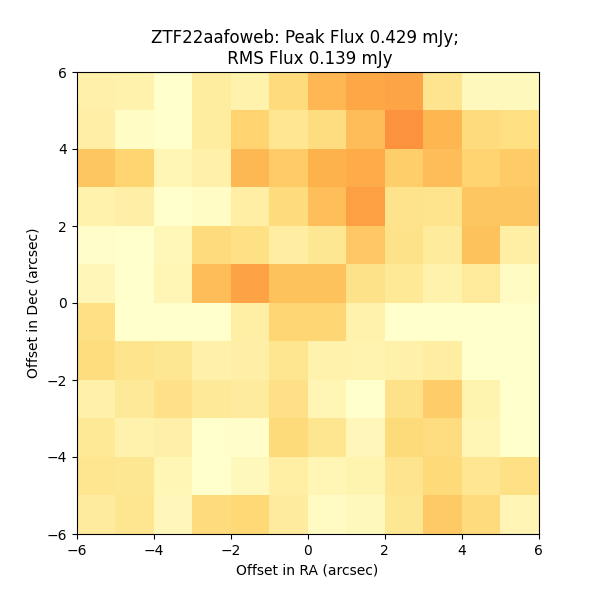 ZTF22aafoweb: Peak Flux 0.429 mJy;
RMS Flux 0.139 mJy
6
4
2
0
−2
−4
−6
Offset in Dec (arcsec)
−6 −4 −2 0 2 4 6
Offset in RA (arcsec)